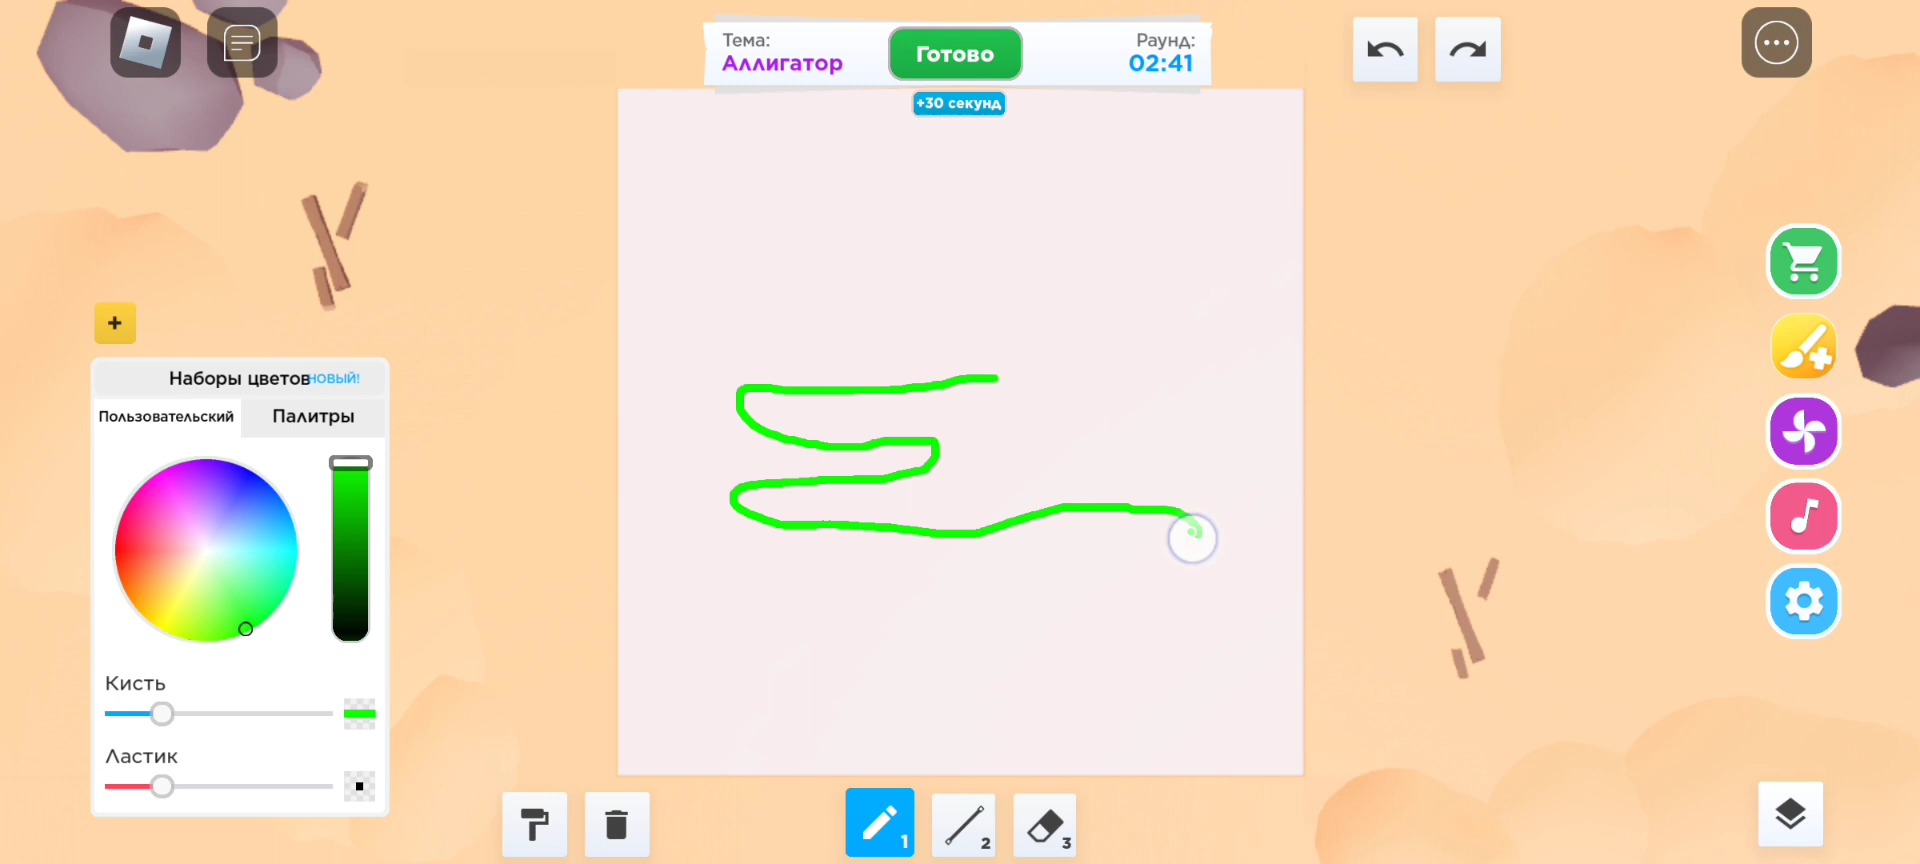 Тема:
Аллигатор
Готово
Раунд:
02:41
+30 секунд
+
Наборы цветов НОВЫЙ!
Пользовательский
Палитры
Кисть
Ластик
1
2
3